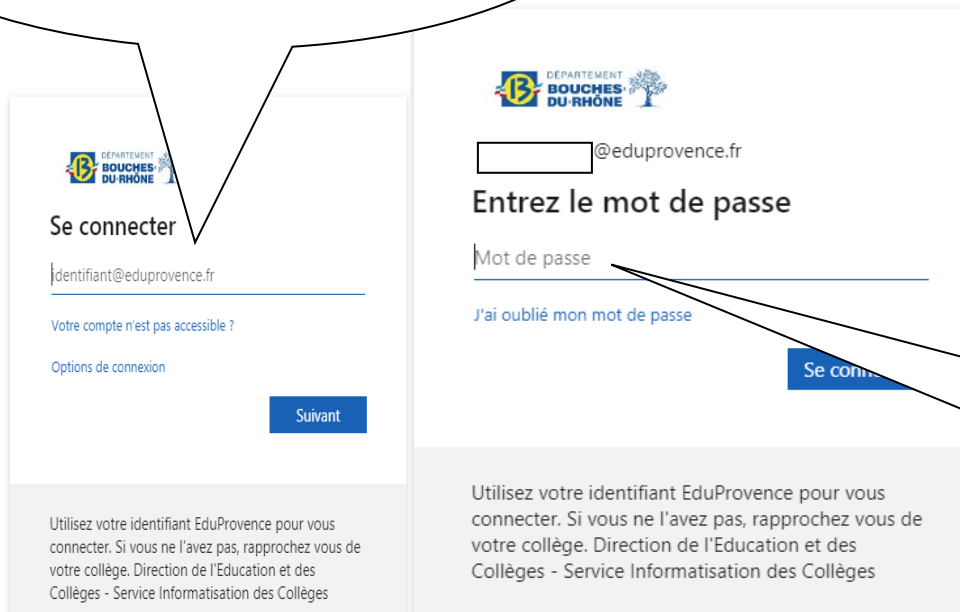 DÉPARTEMENT
BOUCHES
DU·RHÔNE
Se connecter
identifiant@eduprovence.fr
Votre compte n'est pas accessible ?
Options de connexion
Suivant
Utilisez votre identifiant EduProvence pour vous
connecter. Si vous ne l'avez pas, rapprochez vous de
votre collège. Direction de l'Education et des
Collèges - Service Informatisation des Collèges
DÉPARTEMENT
BOUCHES
DU·RHÔNE
@eduprovence.fr
Entrez le mot de passe
Mot de passe
J'ai oublié mon mot de passe
Se
Utilisez votre identifiant EduProvence pour vous
connecter. Si vous ne l'avez pas, rapprochez vous de
votre collège. Direction de l'Education et des
Collèges - Service Informatisation des Collèges